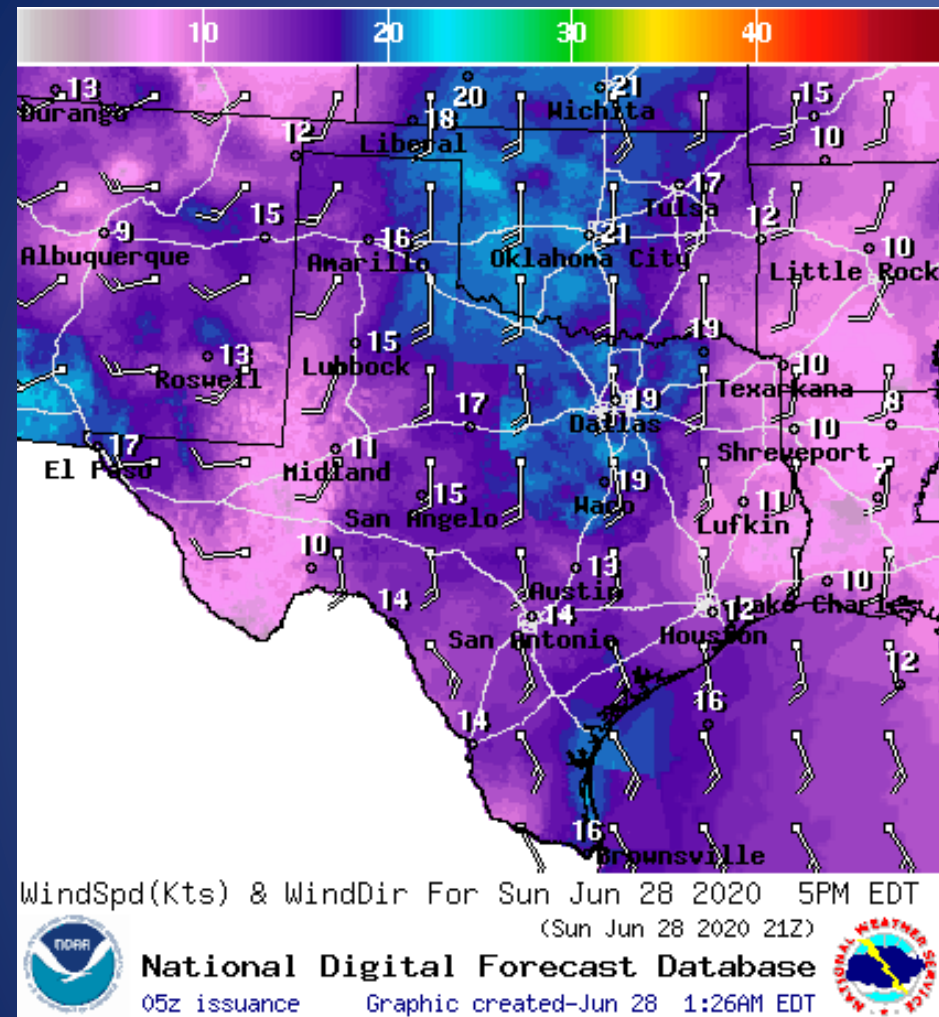 10 20 30 40
13 Durango
20
21 Wichita
15
18 Liberal
12
10
17 Tulsa
9 Albuquerque
15
16 Amarillo
21 Oklahoma City
12
10 Little Rock
13 Roswell
15 Lubbock
19
10 Texarkana
17
19 Dallas
10 Shreveport
8
17 El Paso
11 Midland
15 San Angelo
19 Waco
11 Lufkin
7
10
13 Austin
10 Lake Charles
14
14 San Antonio
12 Houston
12
14
16
16 Brownsville
WindSpd(Kts) & WindDir For Sun Jun 28 2020 5PM EDT
(Sun Jun 28 2020 21Z)
NOAA
National Digital Forecast Database
05z issuance Graphic created-Jun 28 1:26AM EDT
NATIONAL WEATHER SERVICE